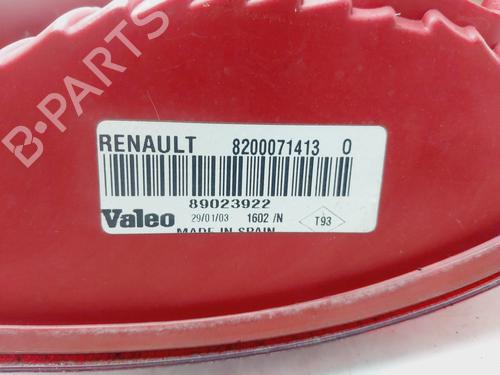 B-PARTS
RENAULT 8200071413 0
89023922
Valeo 29/01/03 1602 /N T93
MADE IN SPAIN